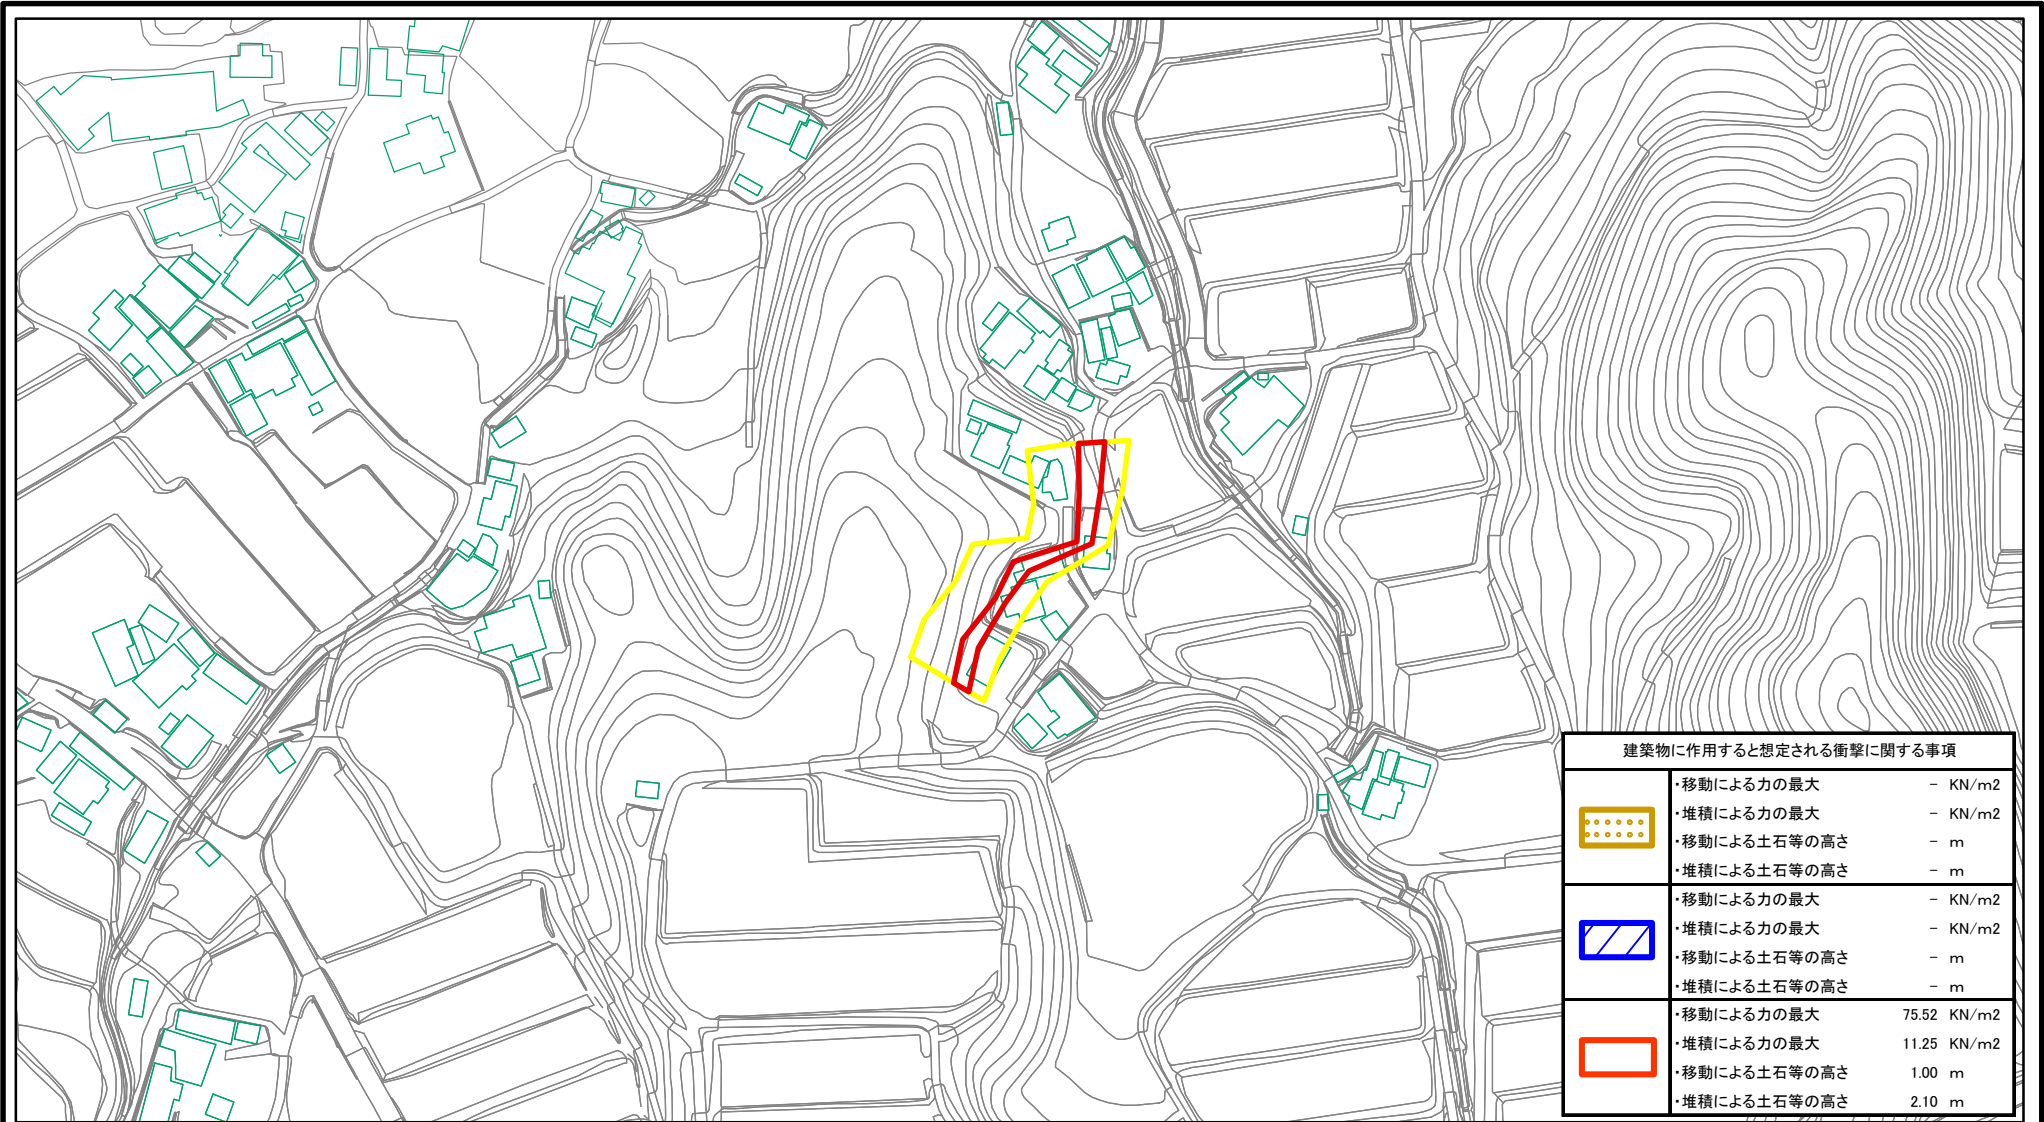 建築物に作用すると想定される衝撃に関する事項
・移動による力の最大 － KN/m2
・堆積による力の最大 － KN/m2
・移動による土石等の高さ － m
・堆積による土石等の高さ － m
・移動による力の最大 － KN/m2
・堆積による力の最大 － KN/m2
・移動による土石等の高さ － m
・堆積による土石等の高さ － m
・移動による力の最大 75.52 KN/m2
・堆積による力の最大 11.25 KN/m2
・移動による土石等の高さ 1.00 m
・堆積による土石等の高さ 2.10 m